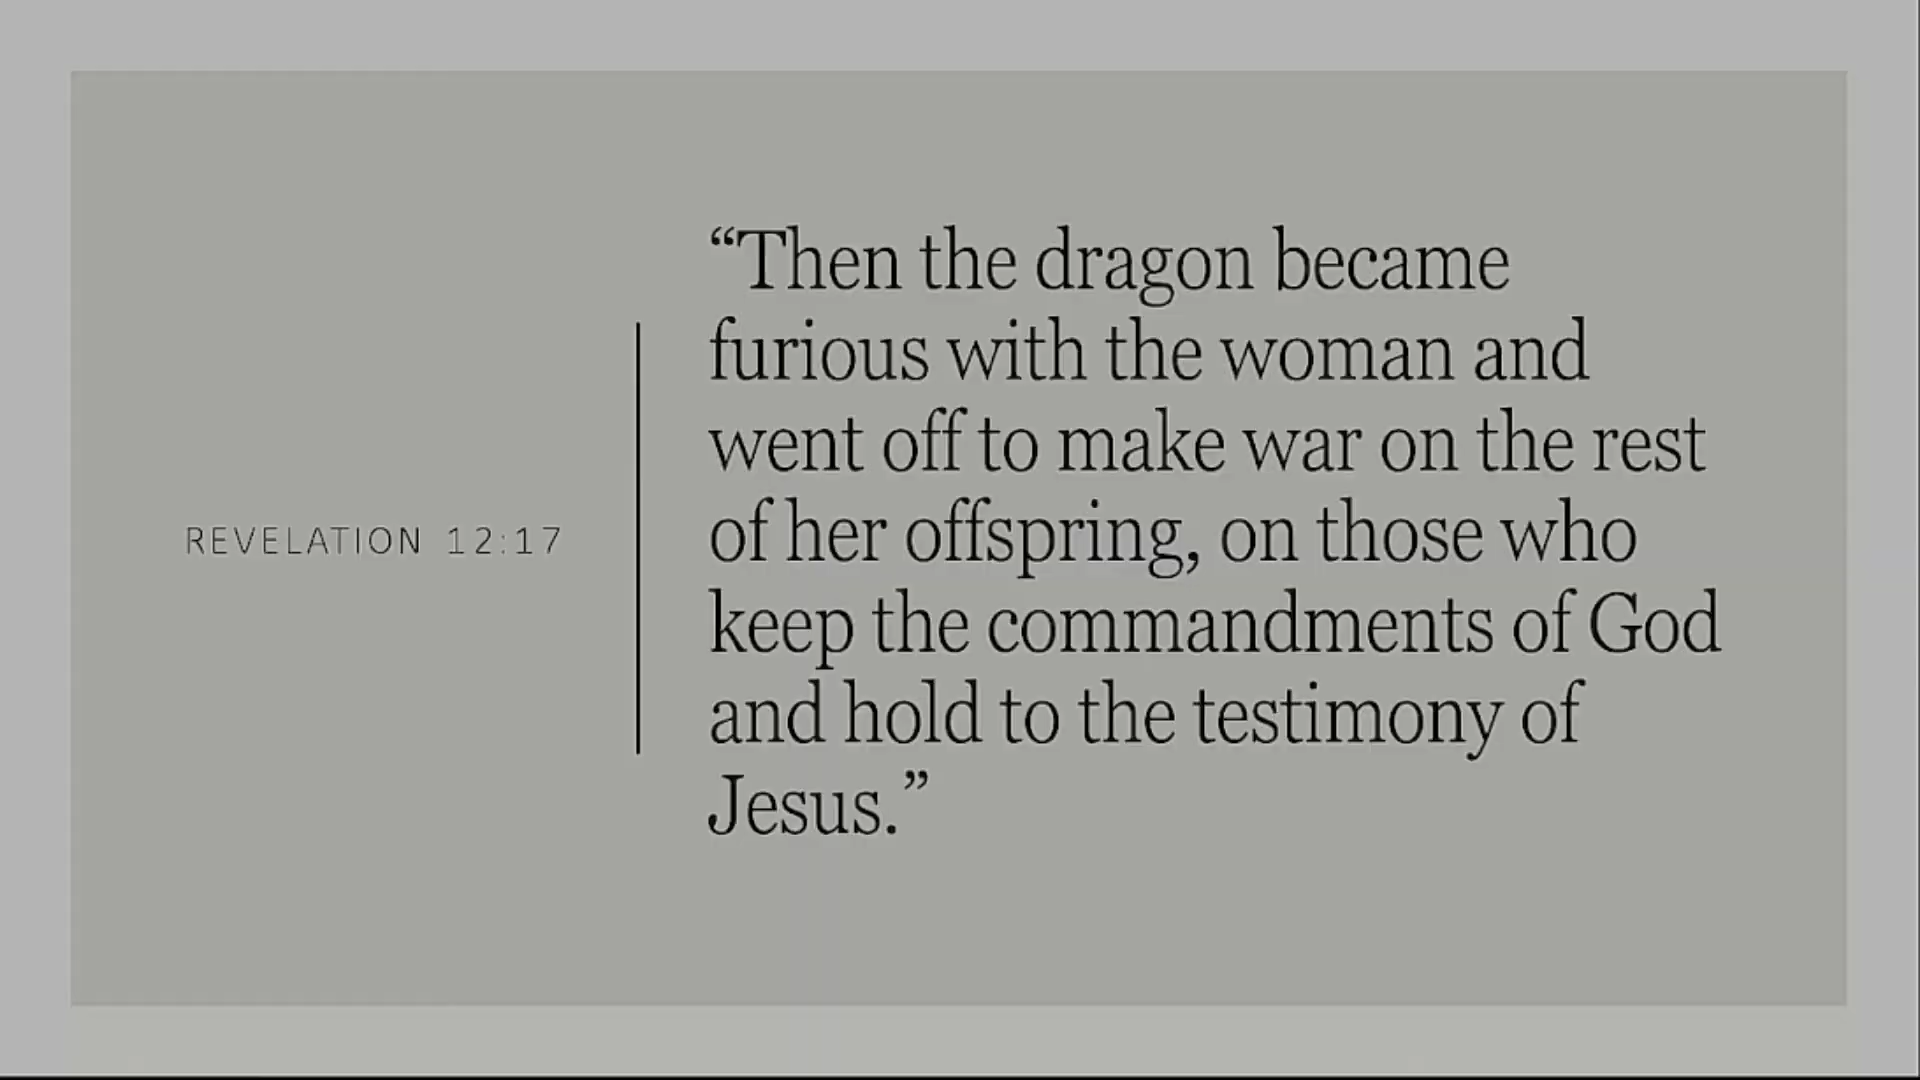 REVELATION 12:17
“Then the dragon became
furious with the woman and
went off to make war on the rest
of her offspring, on those who
keep the commandments of God
and hold to the testimony of
Jesus.”